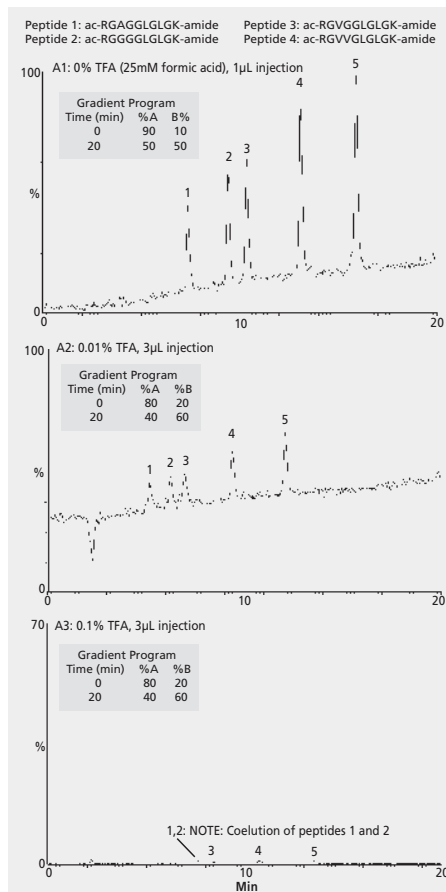 Peptide 1: ac-RGAGGLGLGK-amide Peptide 3: ac-RGVGGLGLGK-amide
Peptide 2: ac-RGGGGLGLGK-amide Peptide 4: ac-RGVVGLGLGK-amide
100
A1: 0% TFA (25mM formic acid), 1µL injection
Gradient Program
Time (min) %A B%
0 90 10
20 50 50
%
1
2
3
4
5
0
0 10 20
100
A2: 0.01% TFA, 3µL injection
Gradient Program
Time (min) %A %B
0 80 20
20 40 60
%
1
2
3
4
5
0
0 10 20
70
A3: 0.1% TFA, 3µL injection
Gradient Program
Time (min) %A %B
0 80 20
20 40 60
%
1,2: NOTE: Coelution of peptides 1 and 2
3 4 5
0
0 10 20
Min